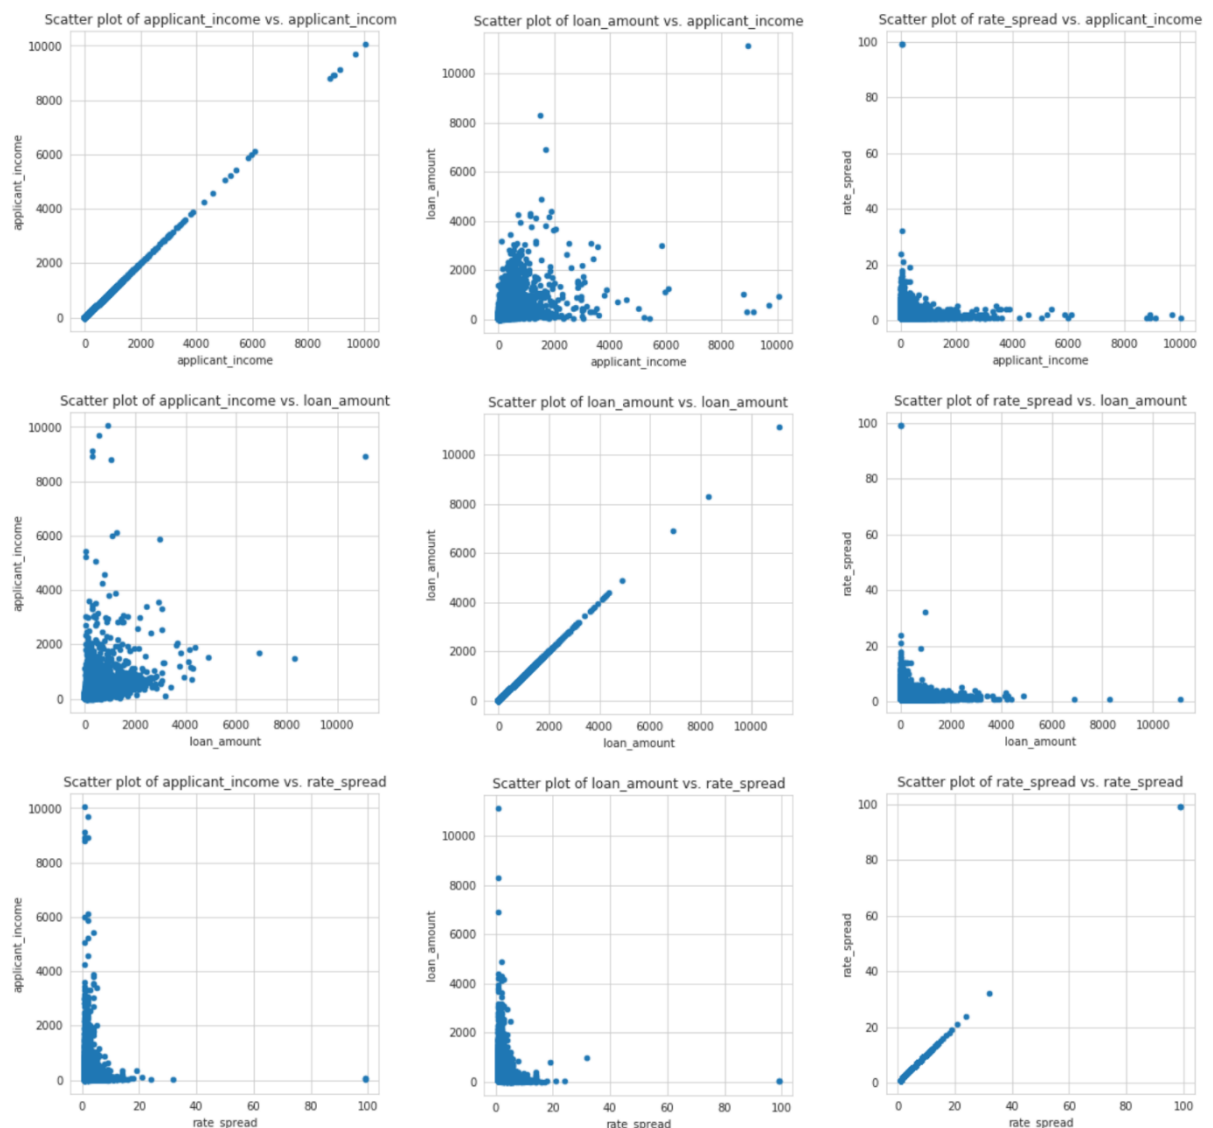 Scatter plot of applicant_income vs. applicant_incom
10000
8000
6000
4000
2000
0
applicant_income
0 2000 4000 6000 8000 10000
applicant_income
Scatter plot of loan_amount vs. applicant_income
10000
8000
6000
4000
2000
0
loan_amount
0 2000 4000 6000 8000 10000
applicant_income
Scatter plot of rate_spread vs. applicant_income
100
80
60
40
20
0
rate_spread
0 2000 4000 6000 8000 10000
applicant_income
Scatter plot of applicant_income vs. loan_amount
10000
8000
6000
4000
2000
0
applicant_income
0 2000 4000 6000 8000 10000
loan_amount
Scatter plot of loan_amount vs. loan_amount
10000
8000
6000
4000
2000
0
loan_amount
0 2000 4000 6000 8000 10000
loan_amount
Scatter plot of rate_spread vs. loan_amount
100
80
60
40
20
0
rate_spread
0 2000 4000 6000 8000 10000
loan_amount
Scatter plot of applicant_income vs. rate_spread
10000
8000
6000
4000
2000
0
applicant_income
0 20 40 60 80 100
rate_spread
Scatter plot of loan_amount vs. rate_spread
10000
8000
6000
4000
2000
0
loan_amount
0 20 40 60 80 100
rate_spread
Scatter plot of rate_spread vs. rate_spread
100
80
60
40
20
0
rate_spread
0 20 40 60 80 100
rate_spread